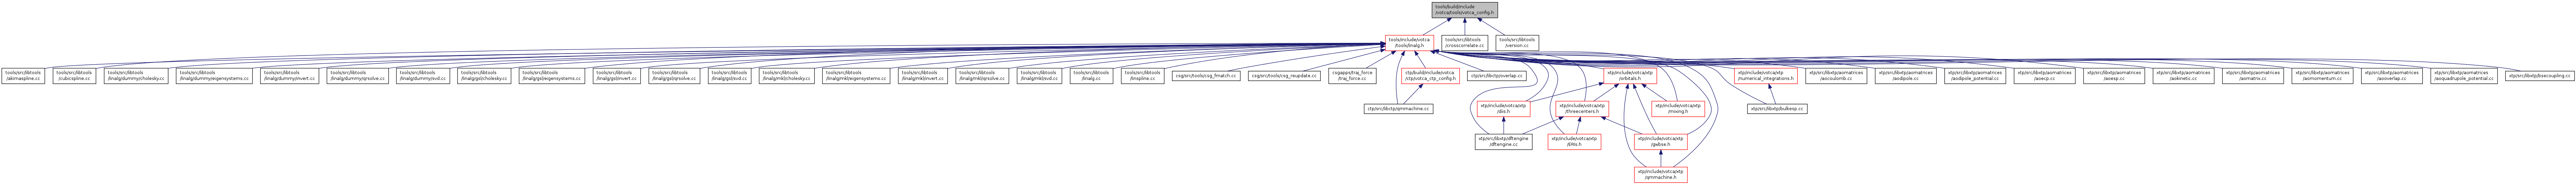 tools/build/include
/votca/tools/votca_config.h
tools/include/votca
/tools/linalg.h
tools/src/libtools
/crosscorrelate.cc
tools/src/libtools
/version.cc
tools/src/libtools
/akimaspline.cc
tools/src/libtools
/cubicspline.cc
tools/src/libtools
/linalg/dummy/cholesky.cc
tools/src/libtools
/linalg/dummy/eigensystems.cc
tools/src/libtools
/linalg/dummy/invert.cc
tools/src/libtools
/linalg/dummy/qrsolve.cc
tools/src/libtools
/linalg/dummy/svd.cc
tools/src/libtools
/linalg/gsl/cholesky.cc
tools/src/libtools
/linalg/gsl/eigensystems.cc
tools/src/libtools
/linalg/gsl/invert.cc
tools/src/libtools
/linalg/gsl/qrsolve.cc
tools/src/libtools
/linalg/gsl/svd.cc
tools/src/libtools
/linalg/mkl/cholesky.cc
tools/src/libtools
/linalg/mkl/eigensystems.cc
tools/src/libtools
/linalg/mkl/invert.cc
tools/src/libtools
/linalg/mkl/qrsolve.cc
tools/src/libtools
/linalg/mkl/svd.cc
tools/src/libtools
/linalg.cc
tools/src/libtools
/linspline.cc
csg/src/tools/csg_fmatch.cc
csg/src/tools/csg_reupdate.cc
csgapps/traj_force
/traj_force.cc
ctp/build/include/votca
/ctp/votca_ctp_config.h
ctp/src/libctp/overlap.cc
xtp/include/votca/xtp
/orbitals.h
xtp/include/votca/xtp
/numerical_integrations.h
xtp/src/libxtp/aomatrices
/aocoulomb.cc
xtp/src/libxtp/aomatrices
/aodipole.cc
xtp/src/libxtp/aomatrices
/aodipole_potential.cc
xtp/src/libxtp/aomatrices
/aoecp.cc
xtp/src/libxtp/aomatrices
/aoesp.cc
xtp/src/libxtp/aomatrices
/aokinetic.cc
xtp/src/libxtp/aomatrices
/aomatrix.cc
xtp/src/libxtp/aomatrices
/aomomentum.cc
xtp/src/libxtp/aomatrices
/aooverlap.cc
xtp/src/libxtp/aomatrices
/aoquadrupole_potential.cc
xtp/src/libxtp/bsecoupling.cc
ctp/src/libctp/qmmachine.cc
xtp/include/votca/xtp
/diis.h
xtp/include/votca/xtp
/threecenters.h
xtp/include/votca/xtp
/mixing.h
xtp/src/libxtp/bulkesp.cc
xtp/src/libxtp/dftengine
/dftengine.cc
xtp/include/votca/xtp
/ERIs.h
xtp/include/votca/xtp
/gwbse.h
xtp/include/votca/xtp
/qmmachine.h